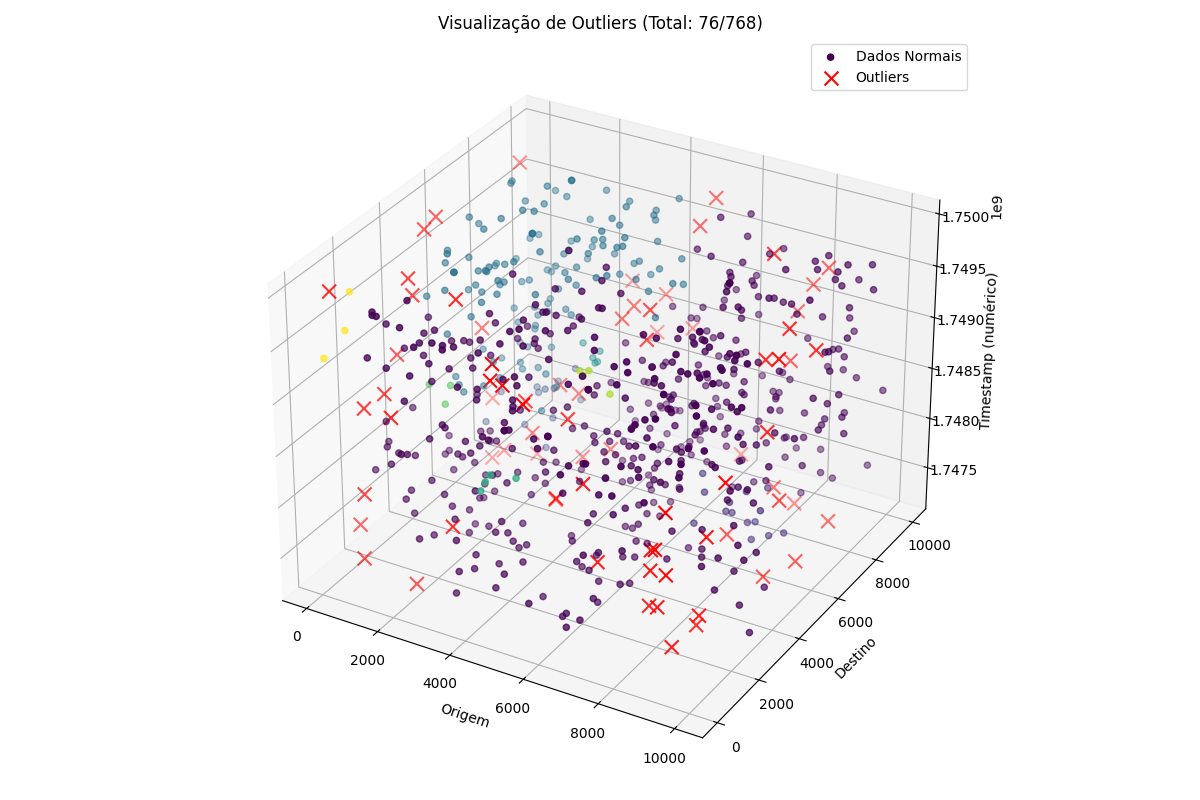 Visualização de Outliers (Total: 76/768)
Dados Normais
Outliers
1e9
1.7500
1.7495
1.7490
1.7485
1.7480
1.7475
Timestamp (numérico)
10000
8000
6000
4000
2000
0
Destino
0
2000
4000
6000
8000
10000
Origem